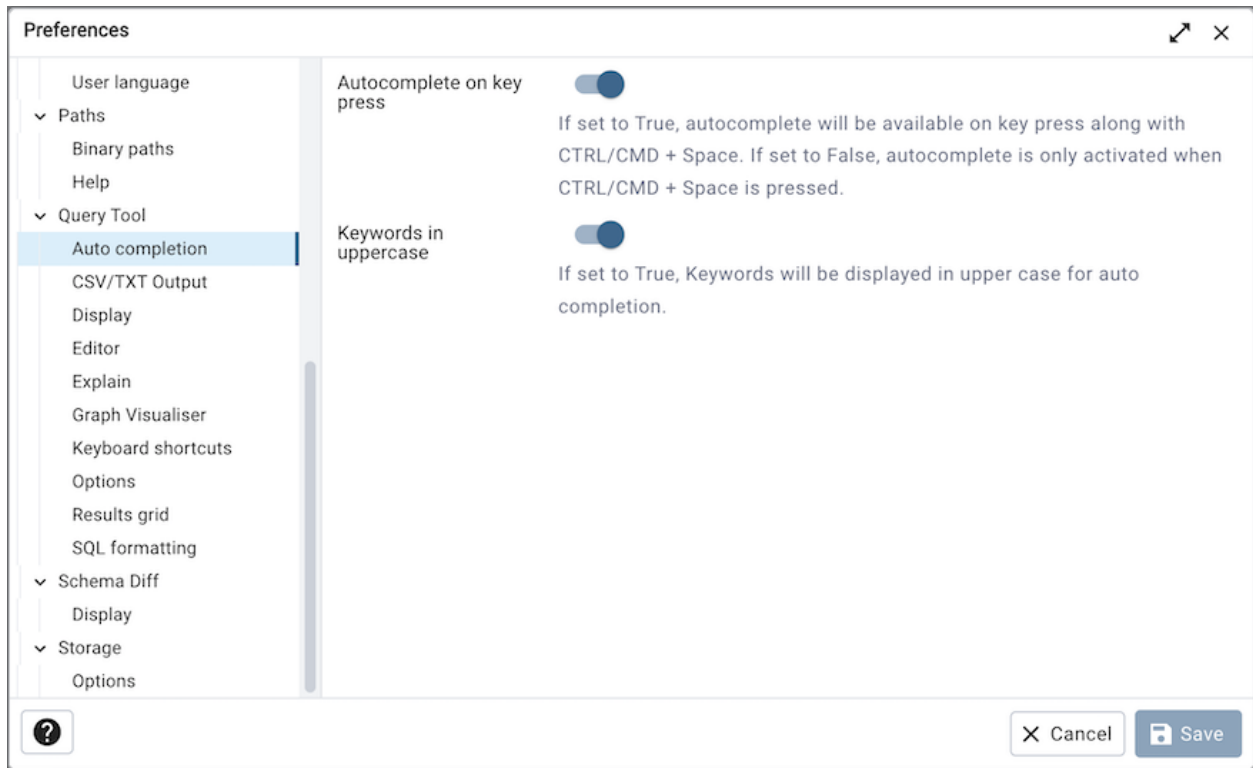 Preferences
User language
Paths
Binary paths
Help
Query Tool
Auto completion
CSV/TXT Output
Display
Editor
Explain
Graph Visualiser
Keyboard shortcuts
Options
Results grid
SQL formatting
Schema Diff
Display
Storage
Options
Autocomplete on key
press
If set to True, autocomplete will be available on key press along with
CTRL/CMD + Space. If set to False, autocomplete is only activated when
CTRL/CMD + Space is pressed.
Keywords in
uppercase
If set to True, Keywords will be displayed in upper case for auto
completion.
?
Cancel
Save